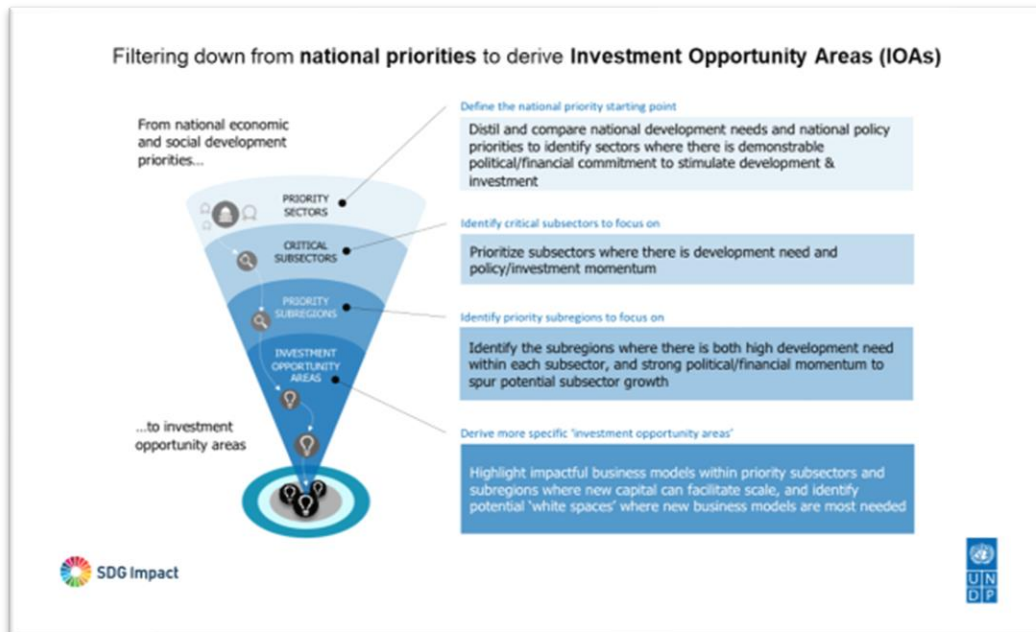 Filtering down from national priorities to derive Investment Opportunity Areas (IOAs)
From national economic
and social development
priorities...
PRIORITY
SECTORS
CRITICAL
SUBSECTORS
PRIORITY
SUBREGIONS
INVESTMENT
OPPORTUNITY
AREAS
...to investment
opportunity areas
Define the national priority starting point
Distil and compare national development needs and national policy
priorities to identify sectors where there is demonstrable
political/financial commitment to stimulate development &
investment
Identify critical subsectors to focus on
Prioritize subsectors where there is development need and
policy/investment momentum
Identify priority subregions to focus on
Identify the subregions where there is both high development need
within each subsector, and strong political/financial momentum to
spur potential subsector growth
Derive more specific 'investment opportunity areas'
Highlight impactful business models within priority subsectors and
subregions where new capital can facilitate scale, and identify
potential 'white spaces' where new business models are most needed
SDG Impact
U N
D P